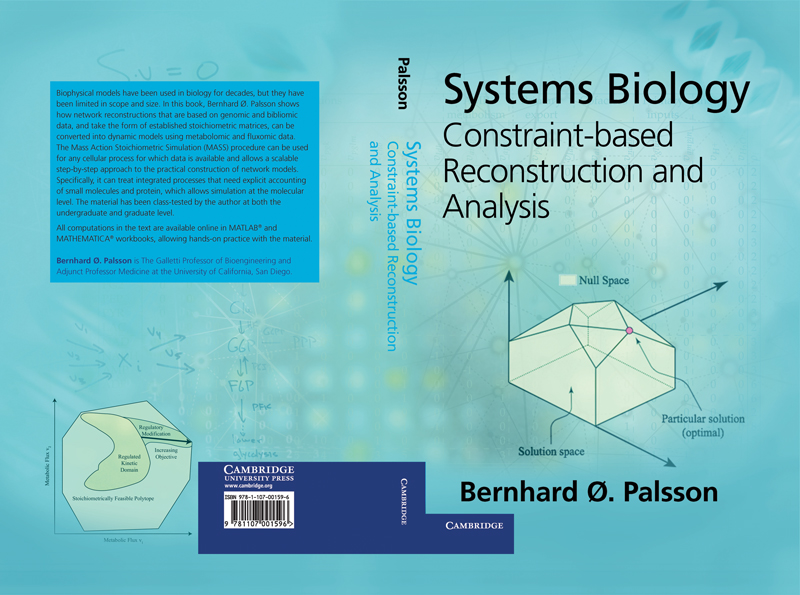 S.v = 0
Biophysical models have been used in biology for decades, but they have
been limited in scope and size. In this book, Bernhard Ø. Palsson shows
how network reconstructions that are based on genomic and bibliomic
data, and take the form of established stoichiometric matrices, can be
converted into dynamic models using metabolomic and fluxomic data.
The Mass Action Stoichiometric Simulation (MASS) procedure can be used
for any cellular process for which data is available and allows a scalable
step-by-step approach to the practical construction of network models.
Specifically, it can treat integrated processes that need explicit accounting
of small molecules and protein, which allows simulation at the molecular
level. The material has been class-tested by the author at both the
undergraduate and graduate level.
All computations in the text are available online in MATLAB® and
MATHEMATICA® workbooks, allowing hands-on practice with the material.
Bernhard Ø. Palsson is The Galletti Professor of Bioengineering and
Adjunct Professor Medicine at the University of California, San Diego.
G6P
F6P
PFK
glycolysis
Metabolic Flux v₂
Regulatory
Modification
Increasing
Objective
Regulated
Kinetic
Domain
Stoichiometrically Feasible Polytope
Metabolic Flux v₁
CAMBRIDGE
UNIVERSITY PRESS
www.cambridge.org
ISBN 978-1-107-00159-6
9 781107 001596 >
Palsson
Systems Biology
Constraint-based Reconstruction
and Analysis
CAMBRIDGE
Systems Biology
Constraint-based
Reconstruction and
Analysis
Null Space
Particular solution
(optimal)
Solution space
Bernhard Ø. Palsson
CAMBRIDGE